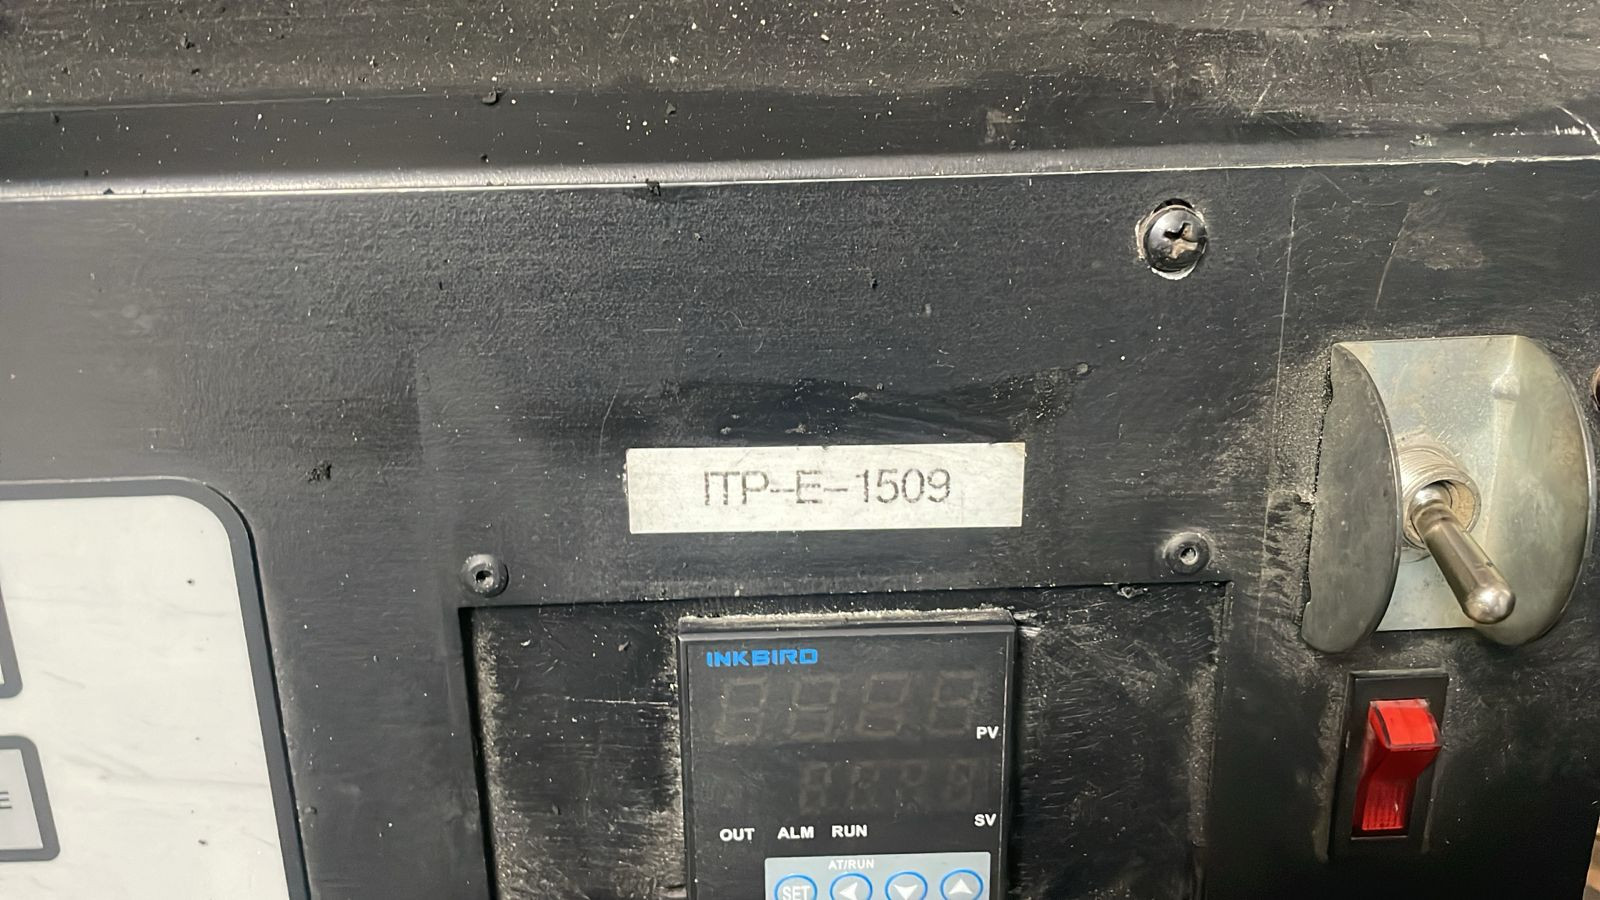 ITP-E-1509
INKBIRD
PV
SV
OUT ALM RUN
AT/RUN
SET
E